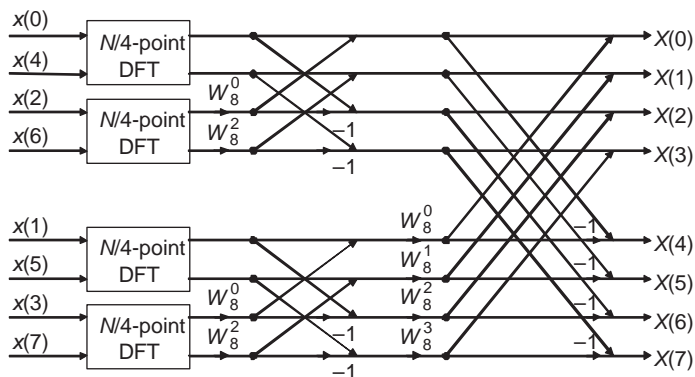 x(0)
x(4)
N/4-point
DFT
x(2)
x(6)
N/4-point
DFT
W_8^0
W_8^2
–1
–1
x(1)
x(5)
N/4-point
DFT
x(3)
x(7)
N/4-point
DFT
W_8^0
W_8^2
–1
–1
W_8^0
W_8^1
W_8^2
W_8^3
–1
–1
–1
–1
X(0)
X(1)
X(2)
X(3)
X(4)
X(5)
X(6)
X(7)